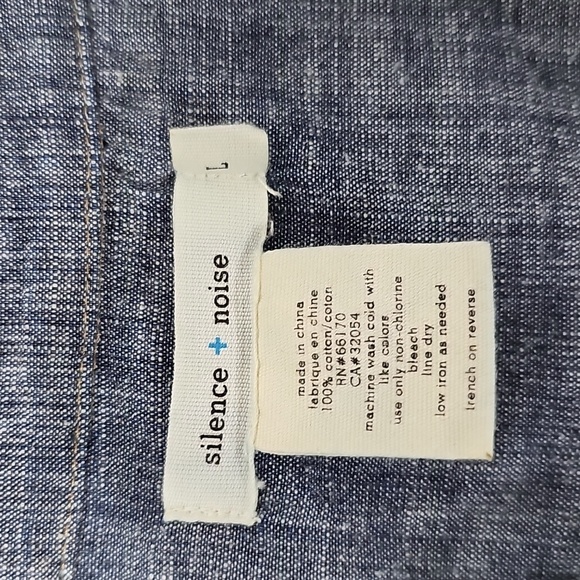 silence + noise
L
made in china
fabrique en chine
100% cotton/coton
RN#66170
CA#32054
machine wash cold with
like colors
use only non-chlorine
bleach
line dry
low iron as needed
french on reverse